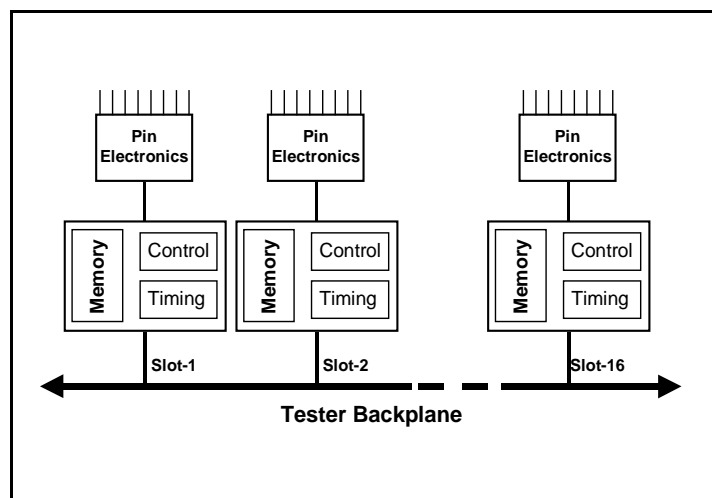 Pin
Electronics
Pin
Electronics
Pin
Electronics
Memory
Control
Timing
Memory
Control
Timing
Memory
Control
Timing
Slot-1
Slot-2
Slot-16
Tester Backplane